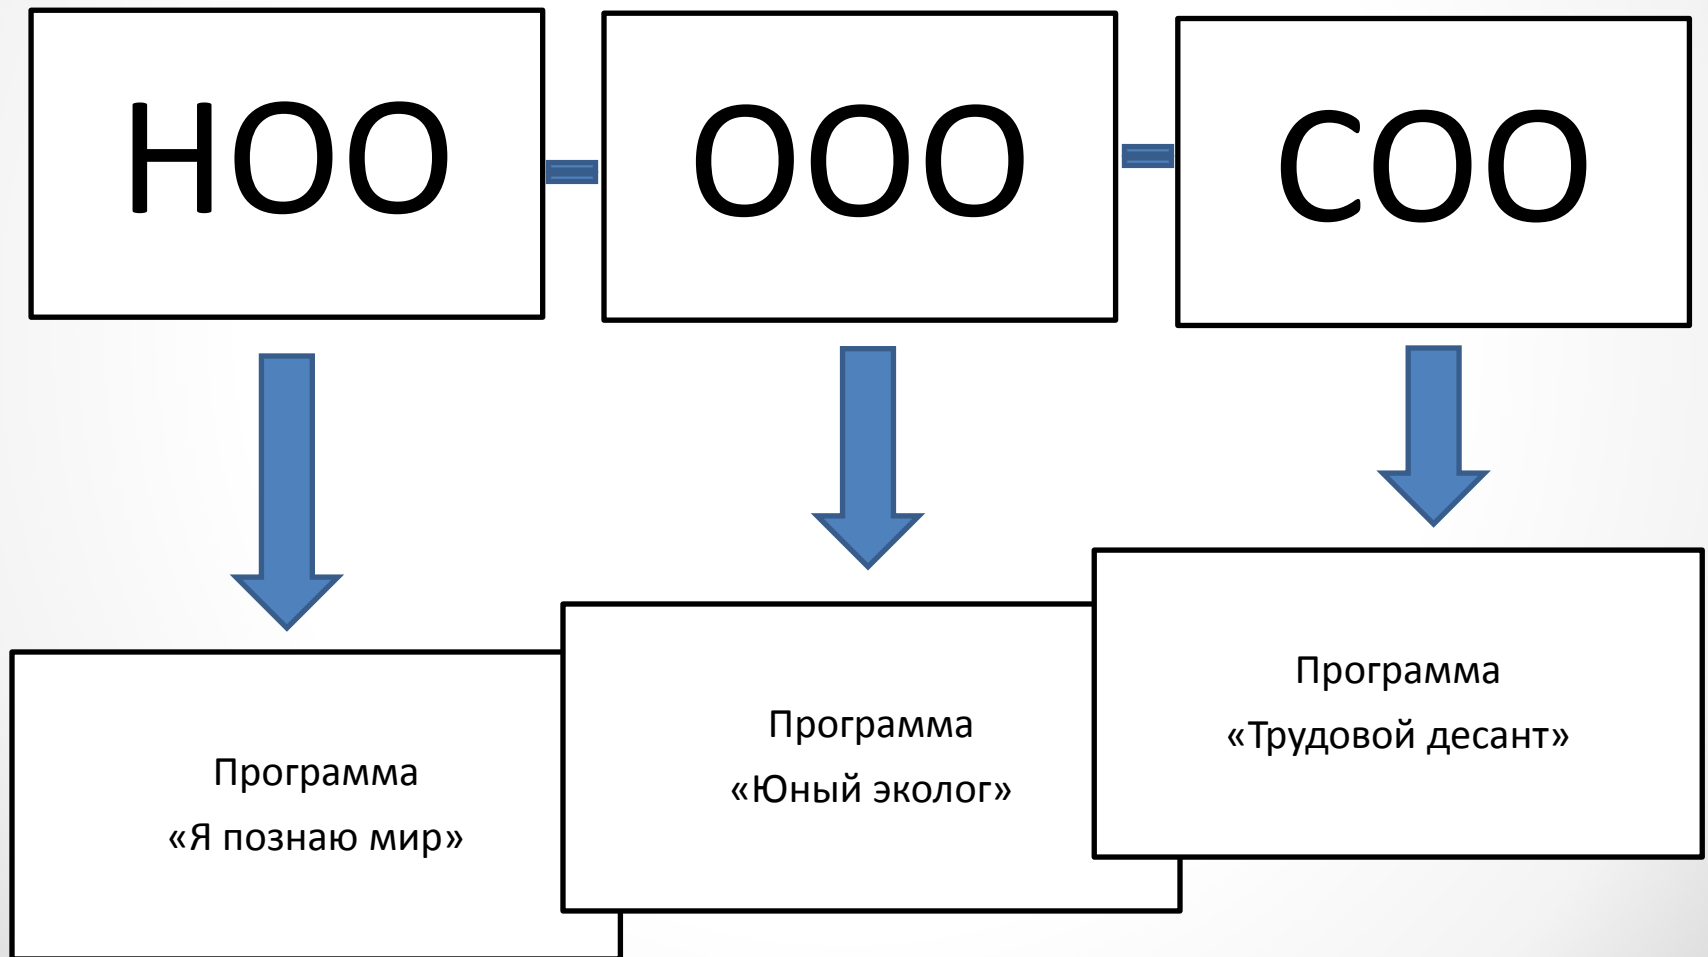 НОО
ООО
СОО
Программа
«Я познаю мир»
Программа
«Юный эколог»
Программа
«Трудовой десант»